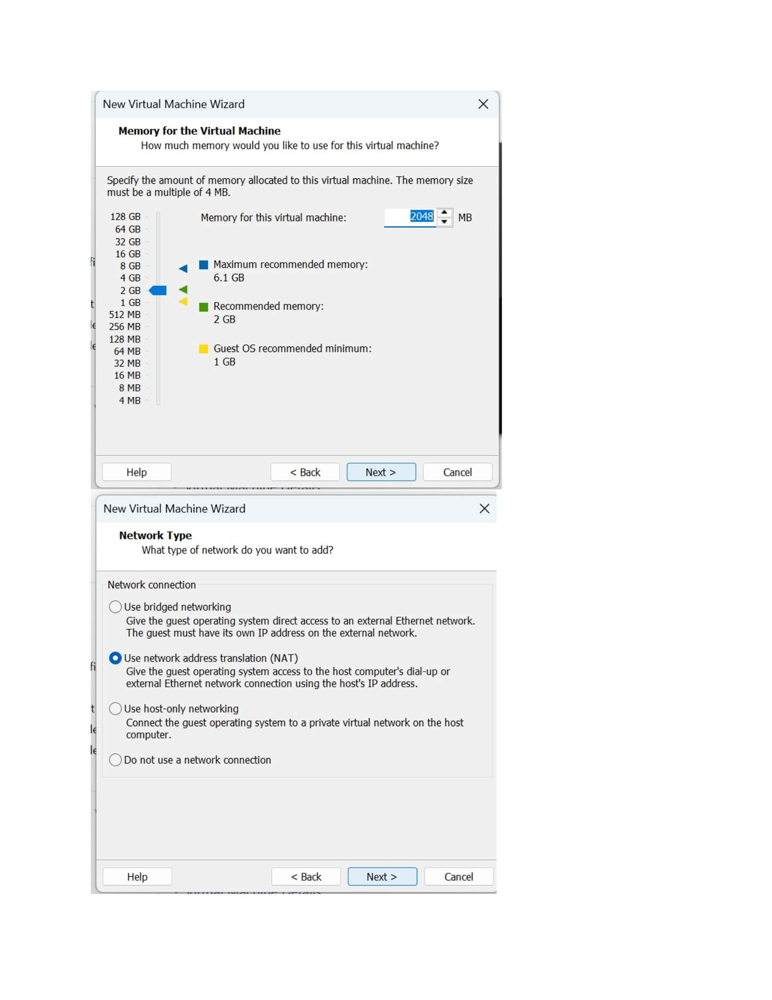 New Virtual Machine Wizard
Memory for the Virtual Machine
How much memory would you like to use for this virtual machine?
Specify the amount of memory allocated to this virtual machine. The memory size
must be a multiple of 4 MB.
128 GB
64 GB
32 GB
16 GB
8 GB
4 GB
2 GB
1 GB
512 MB
256 MB
128 MB
64 MB
32 MB
16 MB
8 MB
4 MB
Memory for this virtual machine: 2048 MB
Maximum recommended memory:
6.1 GB
Recommended memory:
2 GB
Guest OS recommended minimum:
1 GB
Help < Back Next > Cancel
New Virtual Machine Wizard
Network Type
What type of network do you want to add?
Network connection
Use bridged networking
Give the guest operating system direct access to an external Ethernet network.
The guest must have its own IP address on the external network.
Use network address translation (NAT)
Give the guest operating system access to the host computer's dial-up or
external Ethernet network connection using the host's IP address.
Use host-only networking
Connect the guest operating system to a private virtual network on the host
computer.
Do not use a network connection
Help < Back Next > Cancel